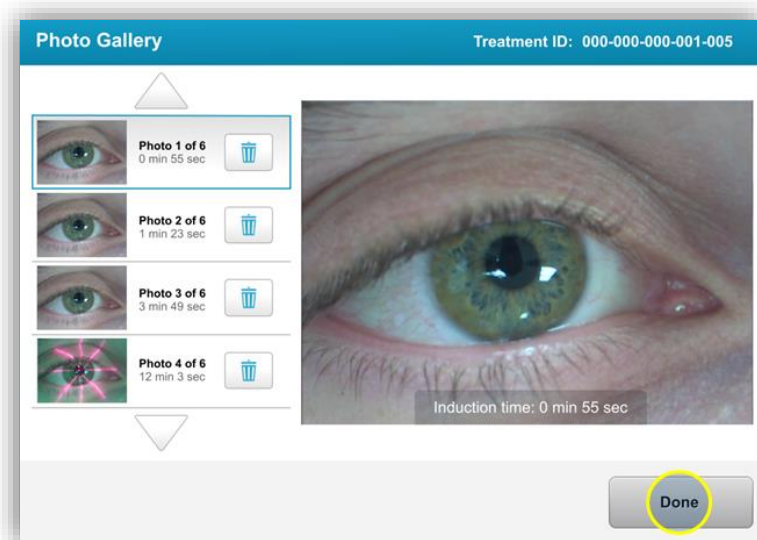 Photo Gallery
Treatment ID: 000-000-000-001-005
Photo 1 of 6
0 min 55 sec
Photo 2 of 6
1 min 23 sec
Photo 3 of 6
3 min 49 sec
Photo 4 of 6
12 min 3 sec
Induction time: 0 min 55 sec
Done